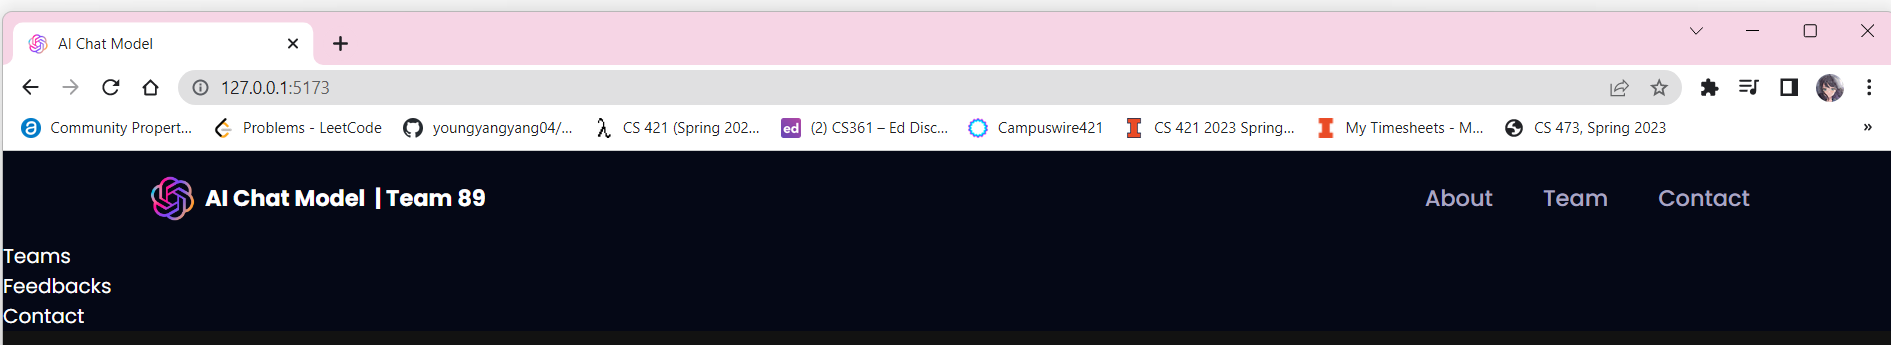 AI Chat Model
127.0.0.1:5173
Community Propert... Problems - LeetCode youngyangyang04/... CS 421 (Spring 202... ed (2) CS361 – Ed Disc... Campuswire421 CS 421 2023 Spring... My Timesheets - M... CS 473, Spring 2023 »
AI Chat Model | Team 89 About Team Contact
Teams
Feedbacks
Contact